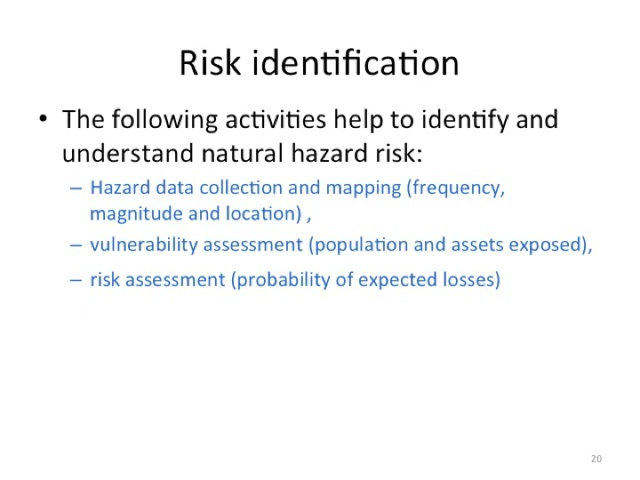 Risk identification
• The following activities help to identify and
understand natural hazard risk:
– Hazard data collection and mapping (frequency,
magnitude and location) ,
– vulnerability assessment (population and assets exposed),
– risk assessment (probability of expected losses)
20